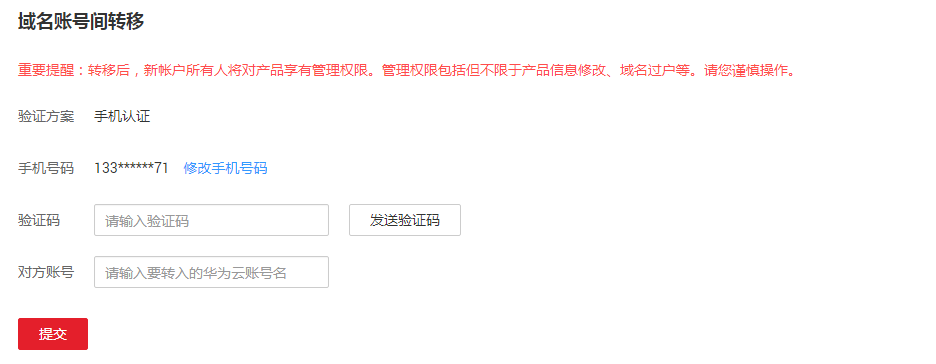 域名账号间转移
重要提醒：转移后，新帐户所有人将对产品享有管理权限。管理权限包括但不限于产品信息修改、域名过户等。请您谨慎操作。
验证方案 手机认证
手机号码 133******71 修改手机号码
验证码 请输入验证码 发送验证码
对方账号 请输入要转入的华为云账号名
提交